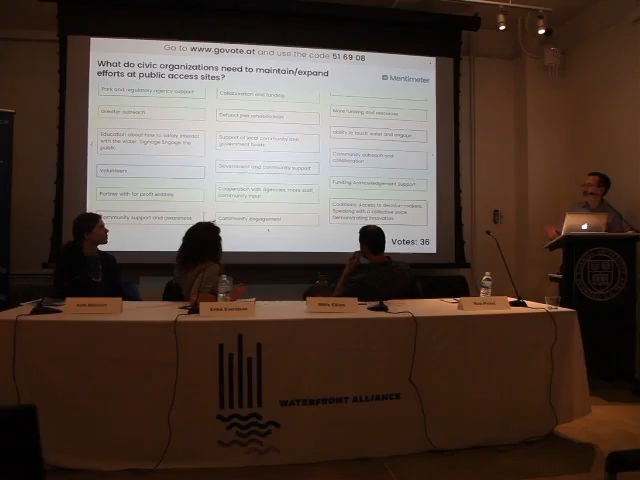 Go to www.govote.at and use the code 51 69 08
What do civic organizations need to maintain/expand
efforts at public access sites?
Mentimeter
Park and regulatory agency support
Collaboration and funding
Greater outreach
Defunct pier rehabilitation
More funding and resources
Education about how to safely interact
with the water. Signage Engage the
public
Support of local community and
government funds
ability to touch water and engage
Community outreach and
collaboration
Volunteers
Government and community support
Funding Acknowledgement Support
Partner with for profit entities
Cooperation with agencies, more staff,
community input
Coalitions. Access to decision-makers.
Speaking with a collective voice.
Demonstrating innovation.
Community support and awareness
Community engagement
Votes: 36
WATERFRONT ALLIANCE